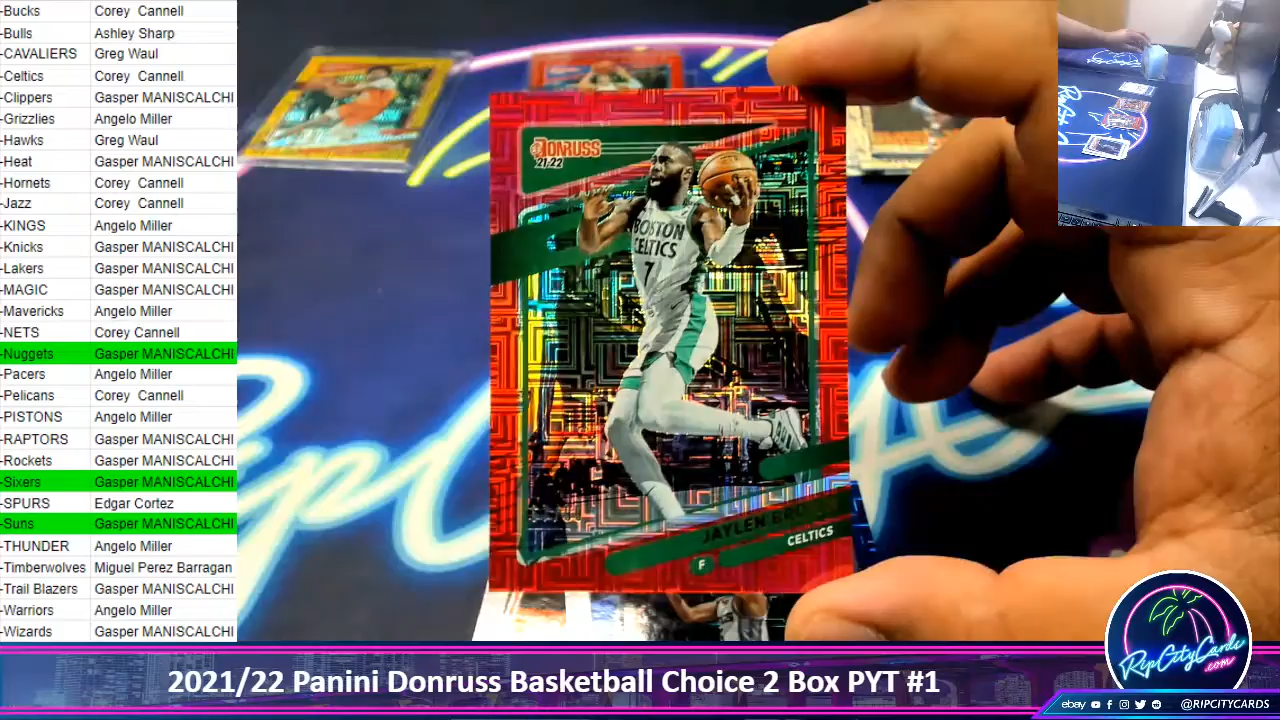 -Bucks Corey Cannell
-Bulls Ashley Sharp
-CAVALIERS Greg Waul
-Celtics Corey Cannell
-Clippers Gasper MANISCALCHI
-Grizzlies Angelo Miller
-Hawks Greg Waul
-Heat Gasper MANISCALCHI
-Hornets Corey Cannell
-Jazz Corey Cannell
-KINGS Angelo Miller
-Knicks Gasper MANISCALCHI
-Lakers Gasper MANISCALCHI
-MAGIC Gasper MANISCALCHI
-Mavericks Angelo Miller
-NETS Corey Cannell
-Nuggets Gasper MANISCALCHI
-Pacers Angelo Miller
-Pelicans Corey Cannell
-PISTONS Angelo Miller
-RAPTORS Gasper MANISCALCHI
-Rockets Gasper MANISCALCHI
-Sixers Gasper MANISCALCHI
-SPURS Edgar Cortez
-Suns Gasper MANISCALCHI
-THUNDER Angelo Miller
-Timberwolves Miguel Perez Barragan
-Trail Blazers Gasper MANISCALCHI
-Warriors Angelo Miller
-Wizards Gasper MANISCALCHI
DONRUSS
21/22
BOSTON
CELTICS
7
JAYLEN
CELTICS
F
RipCityCards
.com
2021/22 Panini Donruss Basketball Choice 2 Box PYT #1
ebay @RIPCITYCARDS